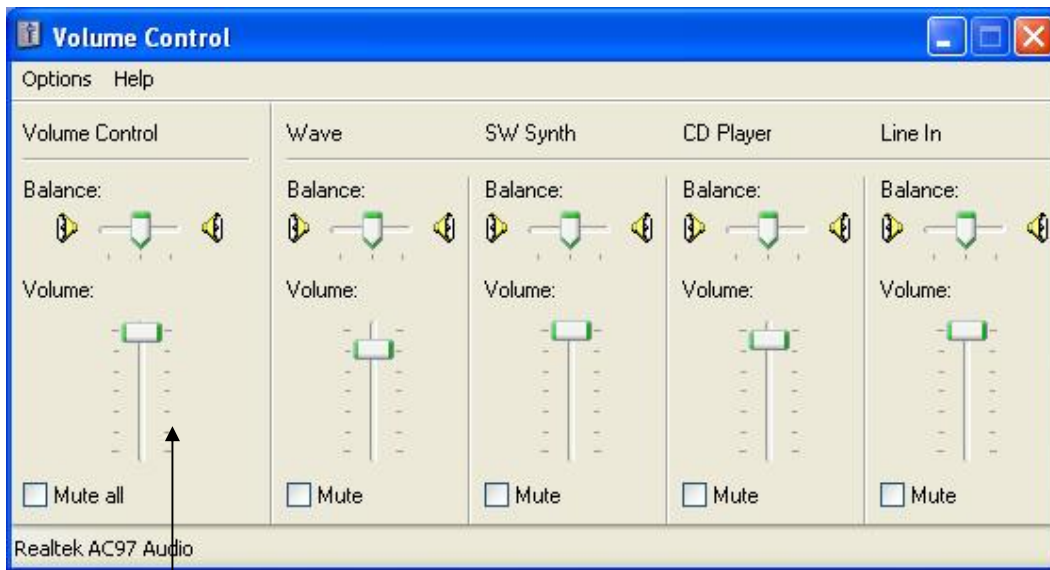 Volume Control
Options Help
Volume Control Wave SW Synth CD Player Line In
Balance: Balance: Balance: Balance: Balance:
Volume: Volume: Volume: Volume: Volume:
Mute all Mute Mute Mute Mute
Realtek AC97 Audio